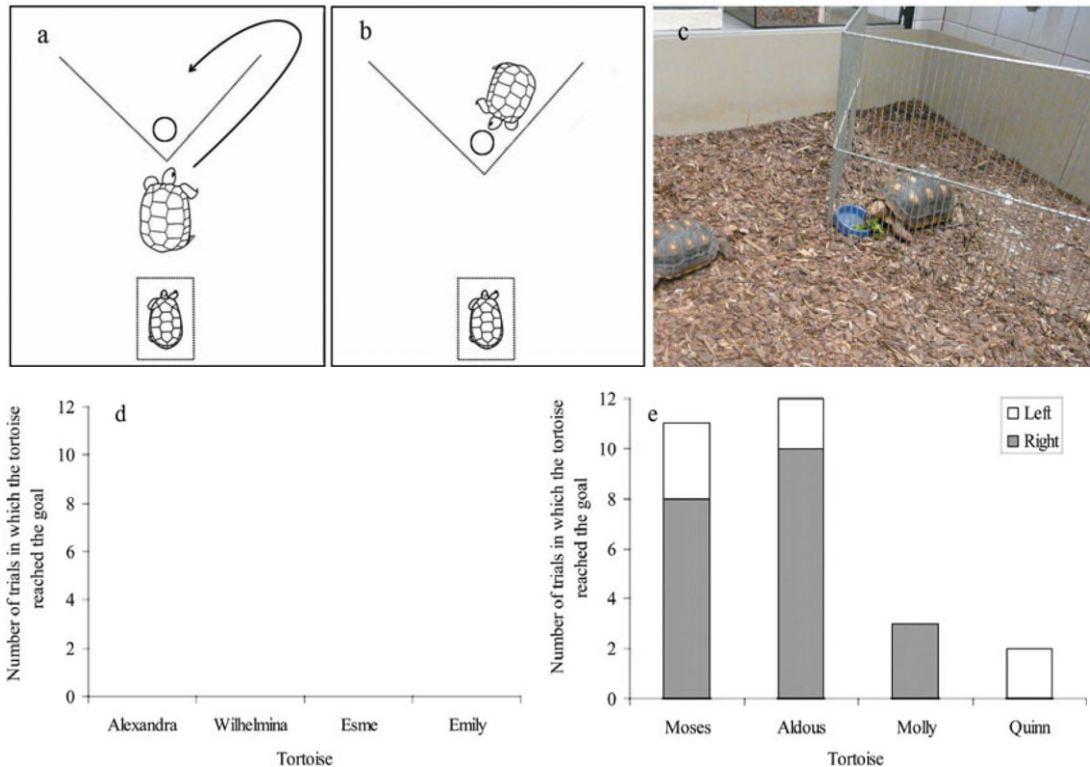 a
b
c
d
Number of trials in which the tortoise
reached the goal
12
10
8
6
4
2
0
Alexandra Wilhelmina Esme Emily
Tortoise
e
Left
Right
Number of trials in which the tortoise
reached the goal
12
10
8
6
4
2
0
Moses Aldous Molly Quinn
Tortoise